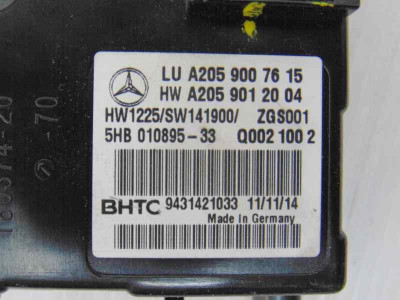 LU A205 900 76 15
HW A205 901 20 04
HW1225/SW141900/ ZGS001
5HB 010895-33 Q002 100 2
BHTC 9431421033 11/11/14
Made in Germany
-70